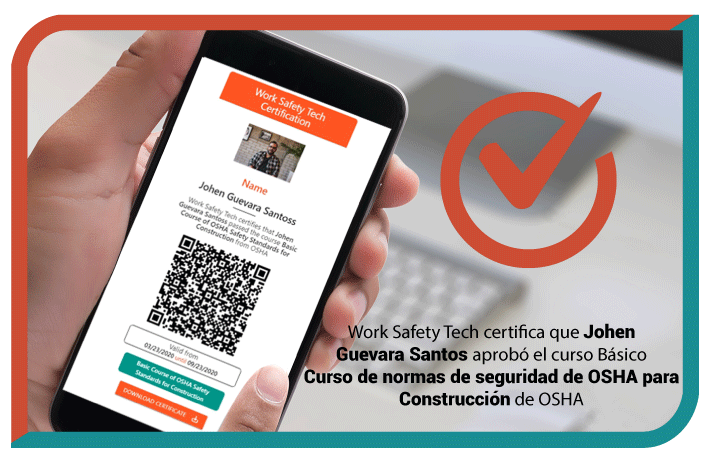 Work Safety Tech
Certification
Name
Johen Guevara Santoss
Work Safety Tech certifies that Johen
Guevara Santoss passed the course Basic
Course of OSHA Safety Standards for
Construction from OSHA
Valid from
01/23/2020 until 09/23/2020
Basic Course of OSHA Safety
Standards for Construction
DOWNLOAD CERTIFICATE
Work Safety Tech certifica que Johen
Guevara Santos aprobó el curso Básico
Curso de normas de seguridad de OSHA para
Construcción de OSHA